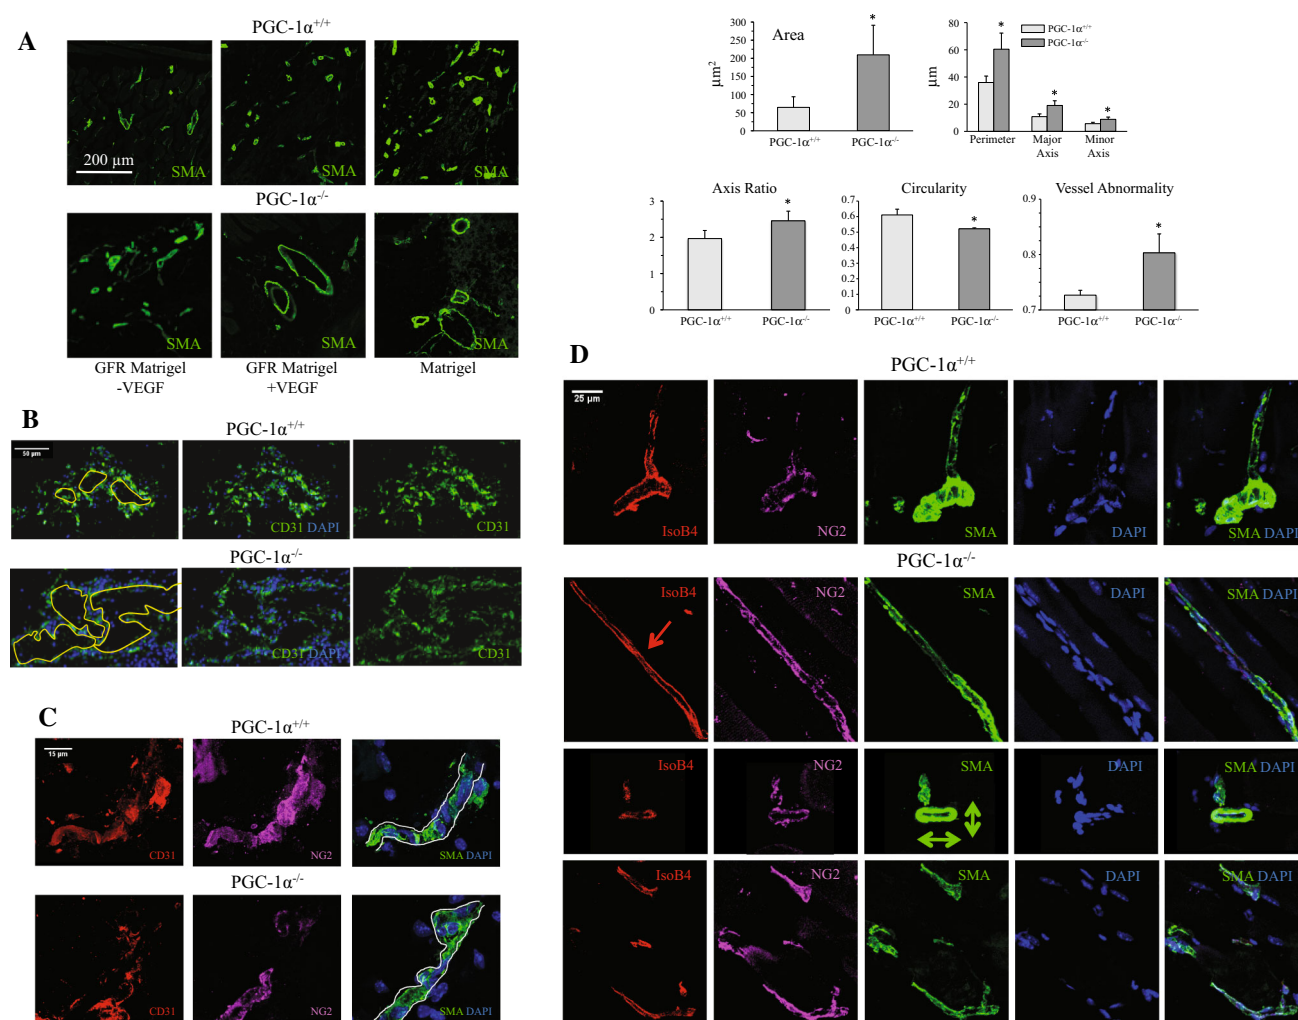 A
PGC-1α+/+
200 µm
SMA
SMA
SMA
PGC-1α-/-
SMA
SMA
SMA
GFR Matrigel
-VEGF
GFR Matrigel
+VEGF
Matrigel
Area
µm2
300
250
200
150
100
50
0
PGC-1α+/+
PGC-1α-/-
*
µm
80
60
40
20
0
PGC-1α+/+
PGC-1α-/-
*
*
*
Perimeter
Major
Axis
Minor
Axis
Axis Ratio
3
2
1
0
*
PGC-1α+/+
PGC-1α-/-
Circularity
0.7
0.6
0.5
0.4
0.3
0.2
0.1
0
*
PGC-1α+/+
PGC-1α-/-
Vessel Abnormality
0.9
0.8
0.7
*
PGC-1α+/+
PGC-1α-/-
B
PGC-1α+/+
50 µm
CD31 DAPI
CD31 DAPI
CD31
PGC-1α-/-
CD31 DAPI
CD31
C
PGC-1α+/+
15 µm
CD31
NG2
SMA DAPI
PGC-1α-/-
CD31
NG2
SMA DAPI
D
PGC-1α+/+
25 µm
IsoB4
NG2
SMA
DAPI
SMA DAPI
PGC-1α-/-
IsoB4
NG2
SMA
DAPI
SMA DAPI
IsoB4
NG2
SMA
DAPI
SMA DAPI
IsoB4
NG2
SMA
DAPI
SMA DAPI